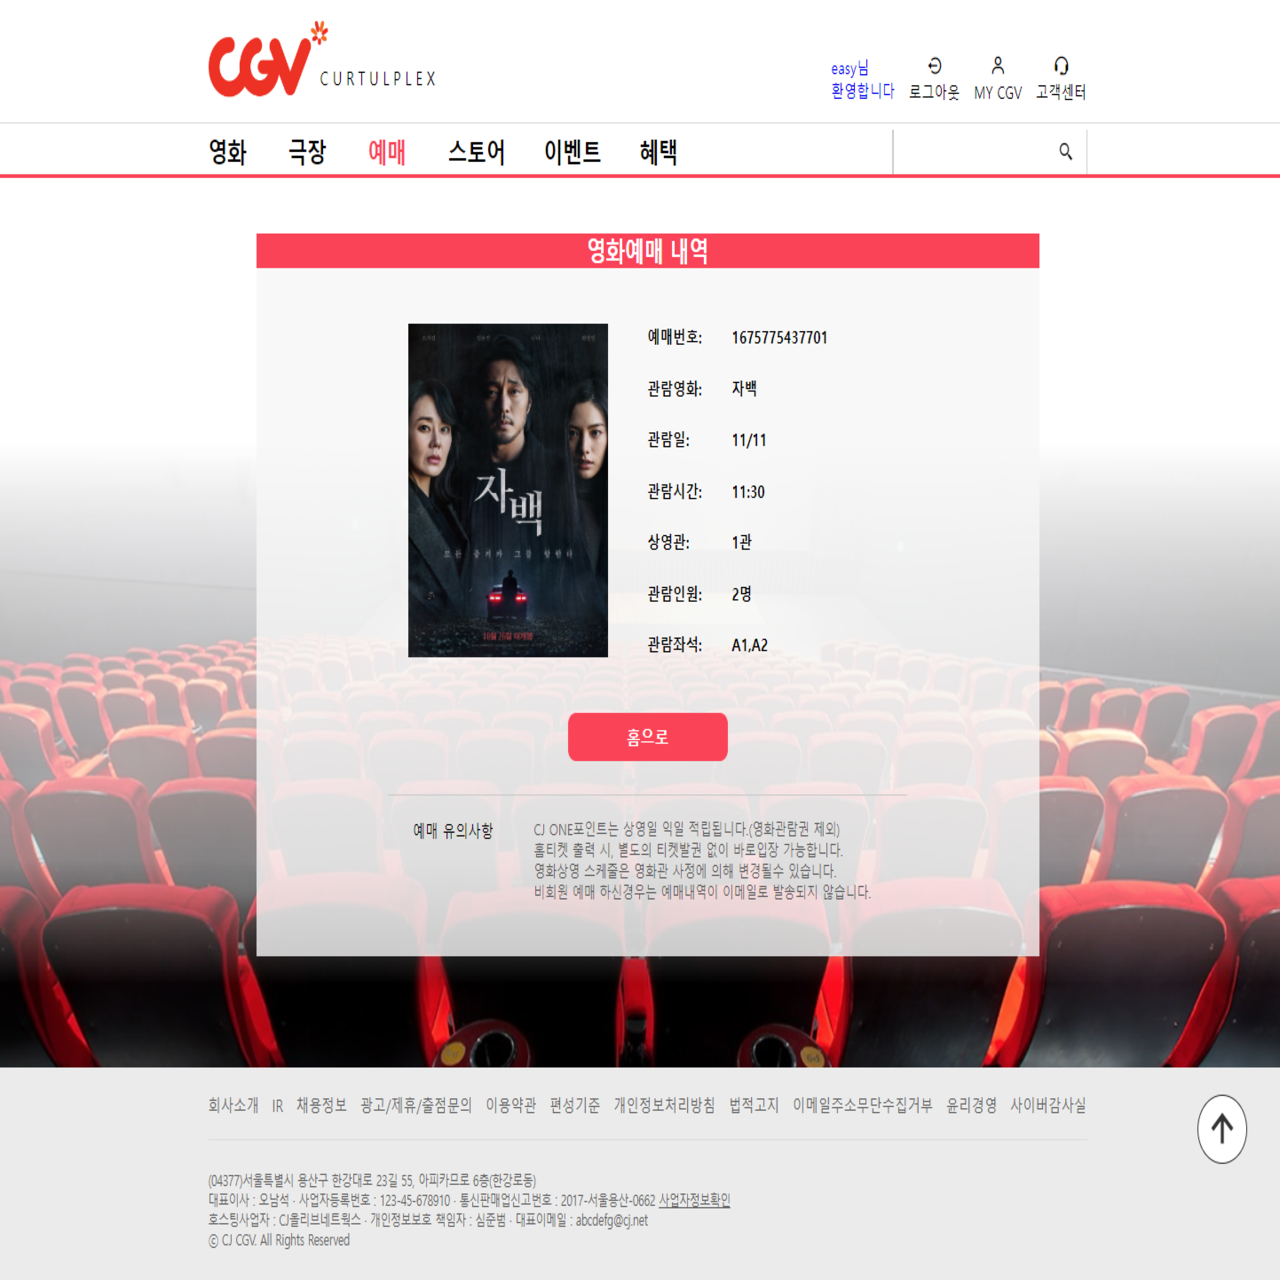 CGV
CURTULPLEX
easy님
환영합니다
로그아웃 MY CGV 고객센터
영화 극장 예매 스토어 이벤트 혜택
영화예매 내역
자백
예매번호: 1675775437701
관람영화: 자백
관람일: 11/11
관람시간: 11:30
상영관: 1관
관람인원: 2명
관람좌석: A1,A2
홈으로
예매 유의사항
CJ ONE포인트는 상영일 익일 적립됩니다.(영화관람권 제외)
홈티켓 출력 시, 별도의 티켓발권 없이 바로입장 가능합니다.
영화상영 스케줄은 영화관 사정에 의해 변경될수 있습니다.
비회원 예매 하신경우는 예매내역이 이메일로 발송되지 않습니다.
회사소개 IR 채용정보 광고/제휴/출점문의 이용약관 편성기준 개인정보처리방침 법적고지 이메일주소무단수집거부 윤리경영 사이버감사실
(04377)서울특별시 용산구 한강대로 23길 55, 아피카므로 6층(한강로동)
대표이사 : 오남석 · 사업자등록번호 : 123-45-678910 · 통신판매업신고번호 : 2017-서울용산-0662 사업자정보확인
호스팅사업자 : CJ올리브네트웍스 · 개인정보보호 책임자 : 심준범 · 대표이메일 : abcdefg@cj.net
ⓒ CJ CGV. All Rights Reserved